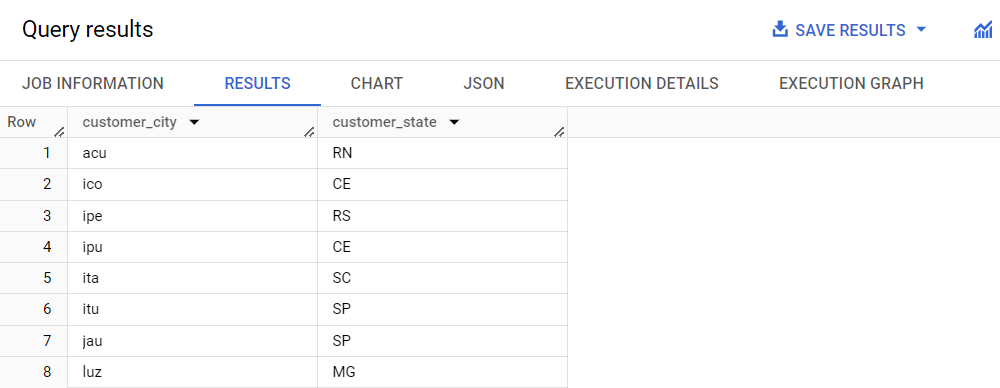 Query results
SAVE RESULTS
JOB INFORMATION RESULTS CHART JSON EXECUTION DETAILS EXECUTION GRAPH
Row customer_city customer_state
1 acu RN
2 ico CE
3 ipe RS
4 ipu CE
5 ita SC
6 itu SP
7 jau SP
8 luz MG